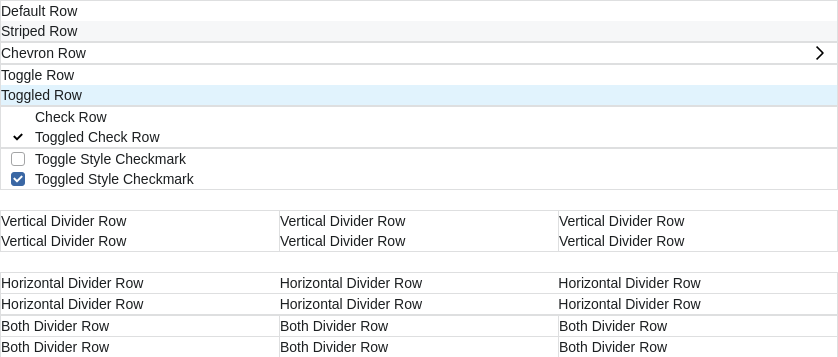 Default Row
Striped Row
Chevron Row
Toggle Row
Toggled Row
Check Row
Toggled Check Row
Toggle Style Checkmark
Toggled Style Checkmark
Vertical Divider Row Vertical Divider Row Vertical Divider Row
Vertical Divider Row Vertical Divider Row Vertical Divider Row
Horizontal Divider Row Horizontal Divider Row Horizontal Divider Row
Horizontal Divider Row Horizontal Divider Row Horizontal Divider Row
Both Divider Row Both Divider Row Both Divider Row
Both Divider Row Both Divider Row Both Divider Row